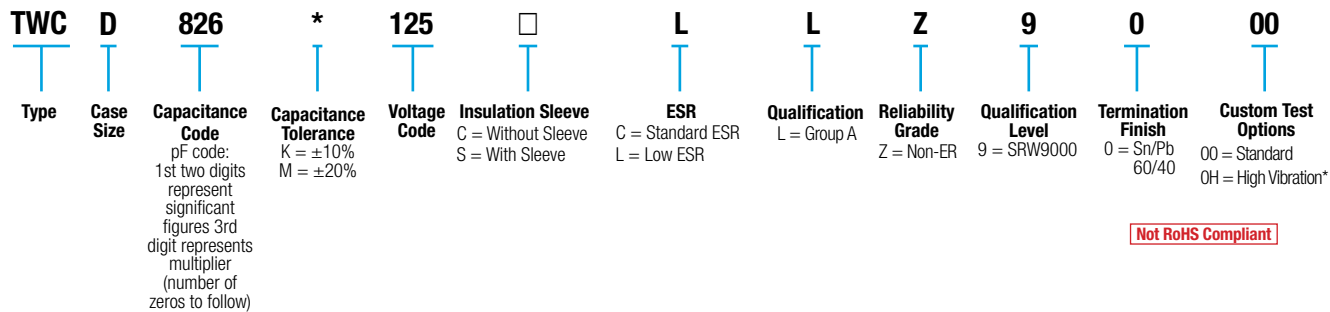 TWC D 826 * 125 □ L L Z 9 0 00
Type
Case
Size
Capacitance
Code
pF code:
1st two digits
represent
significant
figures 3rd
digit represents
multiplier
(number of
zeros to follow)
Capacitance
Tolerance
K = ±10%
M = ±20%
Voltage
Code
Insulation Sleeve
C = Without Sleeve
S = With Sleeve
ESR
C = Standard ESR
L = Low ESR
Qualification
L = Group A
Reliability
Grade
Z = Non-ER
Qualification
Level
9 = SRW9000
Termination
Finish
0 = Sn/Pb
60/40
Custom Test
Options
00 = Standard
0H = High Vibration*
Not RoHS Compliant